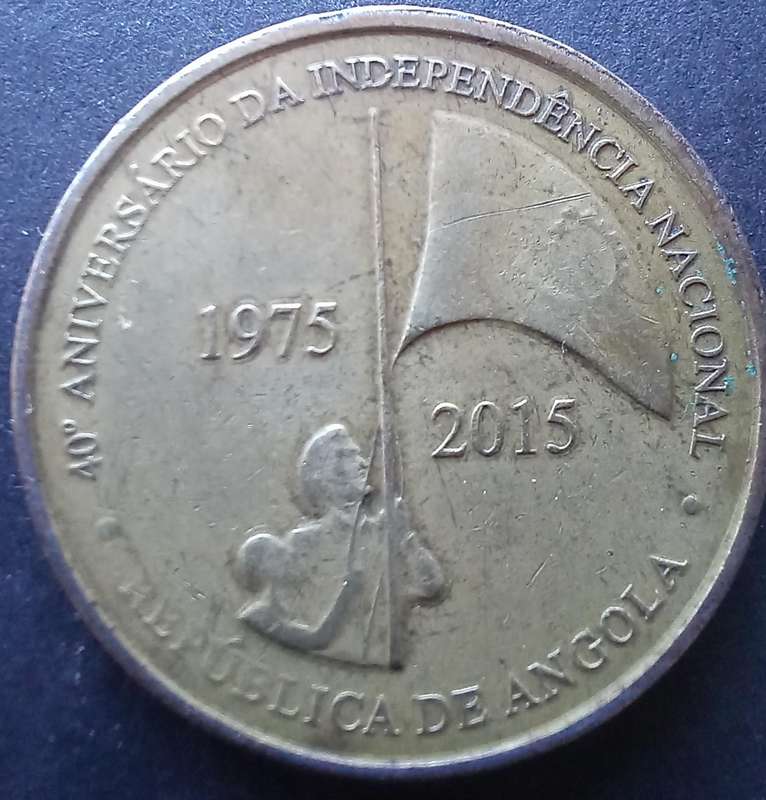 40º ANIVERSÁRIO DA INDEPENDÊNCIA NACIONAL
1975
2015
REPÚBLICA DE ANGOLA